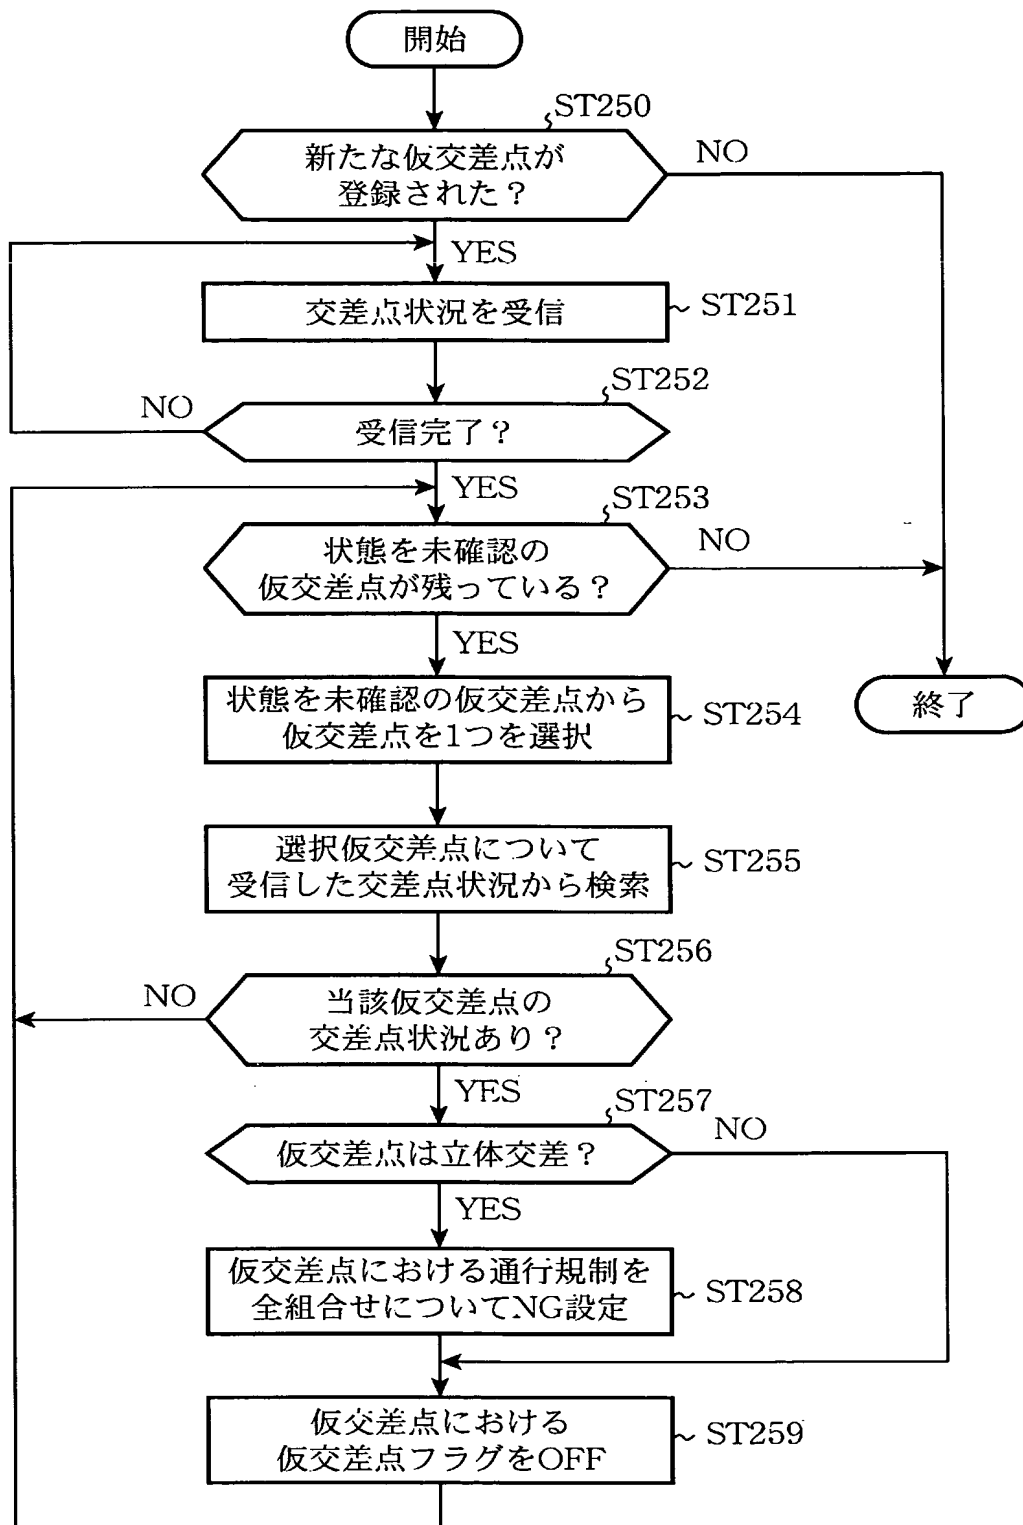 開始
ST250
新たな仮交差点が
登録された？
NO
YES
交差点状況を受信
ST251
ST252
NO
受信完了？
YES
ST253
状態を未確認の
仮交差点が残っている？
NO
YES
状態を未確認の仮交差点から
仮交差点を1つを選択
ST254
終了
選択仮交差点について
受信した交差点状況から検索
ST255
ST256
NO
当該仮交差点の
交差点状況あり？
YES
ST257
仮交差点は立体交差？
NO
YES
仮交差点における通行規制を
全組合せについてNG設定
ST258
仮交差点における
仮交差点フラグをOFF
ST259